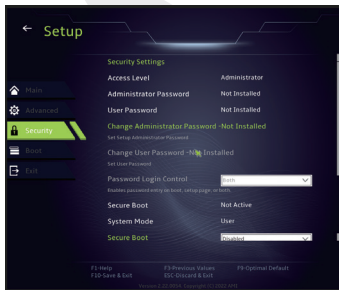 ← Setup
Security Settings
Access Level Administrator
Main
Administrator Password Not Installed
Advanced
User Password Not Installed
Security
Change Administrator Password -Not Installed
Set Setup Administrator Password
Boot
Change User Password -Not Installed
Set User Password
Exit
Password Login Control Both
Enables password entry on boot, setup page, or both.
Secure Boot Not Active
System Mode User
Secure Boot Disabled
F1-Help F3-Previous Values F9-Optimal Default
F10-Save & Exit ESC-Discard & Exit